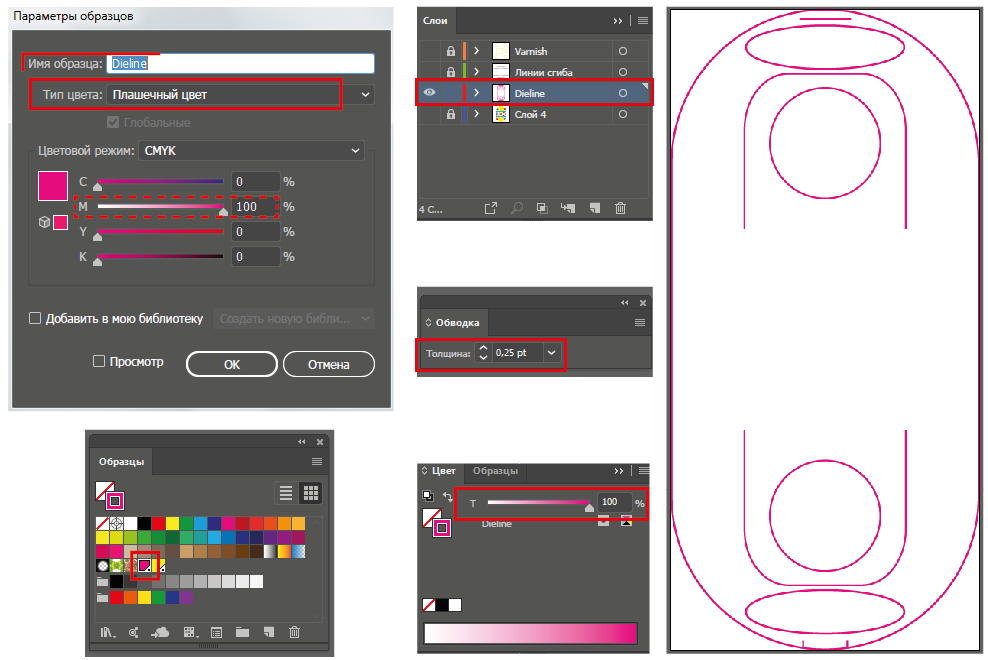 Параметры образцов
Имя образца: Dieline
Тип цвета: Плашечный цвет
Глобальные
Цветовой режим: CMYK
C 0 %
M 100 %
Y 0 %
K 0 %
Добавить в мою библиотеку Создать новую библи...
Просмотр OK Отмена
Образцы
Слои
Varnish
Линии сгиба
Dieline
Слой 4
4 С...
Обводка
Толщина: 0,25 pt
Цвет Образцы
T 100 %
Dieline